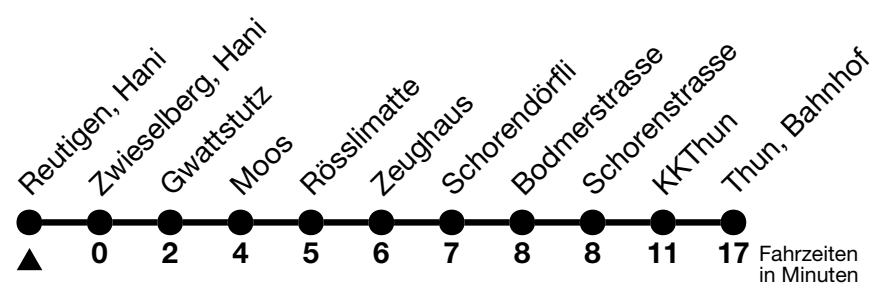 Reutigen, Hani
Zwieselberg, Hani
Gwattstutz
Moos
Rösslimatte
Zeughaus
Schorendörfli
Bodmerstrasse
Schorenstrasse
KKThun
Thun, Bahnhof
0 2 4 5 6 7 8 8 11 17 Fahrzeiten
in Minuten